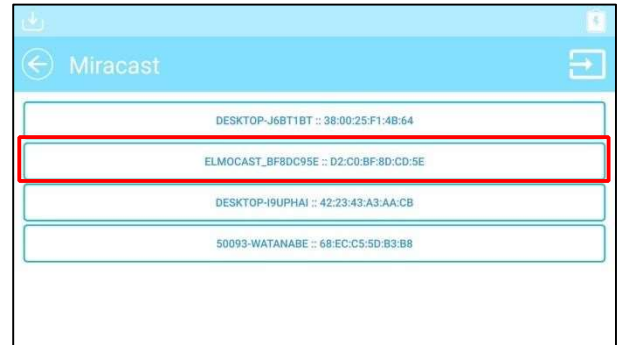 Miracast
DESKTOP-J6BT1BT :: 38:00:25:F1:4B:64
ELMOCAST_BF8DC95E :: D2:C0:BF:8D:CD:5E
DESKTOP-I9UPHAI :: 42:23:43:A3:AA:CB
50093-WATANABE :: 68:EC:C5:5D:B3:B8